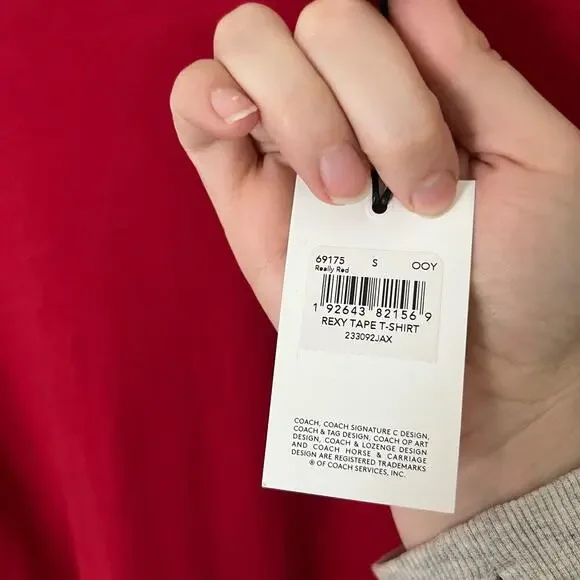 69175 S OOY
Really Red
1 92643 82156 9
REXY TAPE T-SHIRT
233092JAX
COACH, COACH SIGNATURE C DESIGN,
COACH & TAG DESIGN, COACH OP ART
DESIGN, COACH & LOZENGE DESIGN
AND COACH HORSE & CARRIAGE
DESIGN ARE REGISTERED TRADEMARKS
® OF COACH SERVICES, INC.